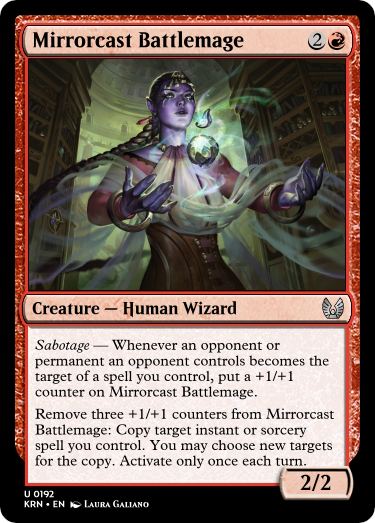 Mirrorcast Battlemage 2
Creature — Human Wizard
Sabotage — Whenever an opponent or
permanent an opponent controls becomes the
target of a spell you control, put a +1/+1
counter on Mirrorcast Battlemage.
Remove three +1/+1 counters from Mirrorcast
Battlemage: Copy target instant or sorcery
spell you control. You may choose new targets
for the copy. Activate only once each turn.
2/2
U 0192
KRN • EN Laura Galiano